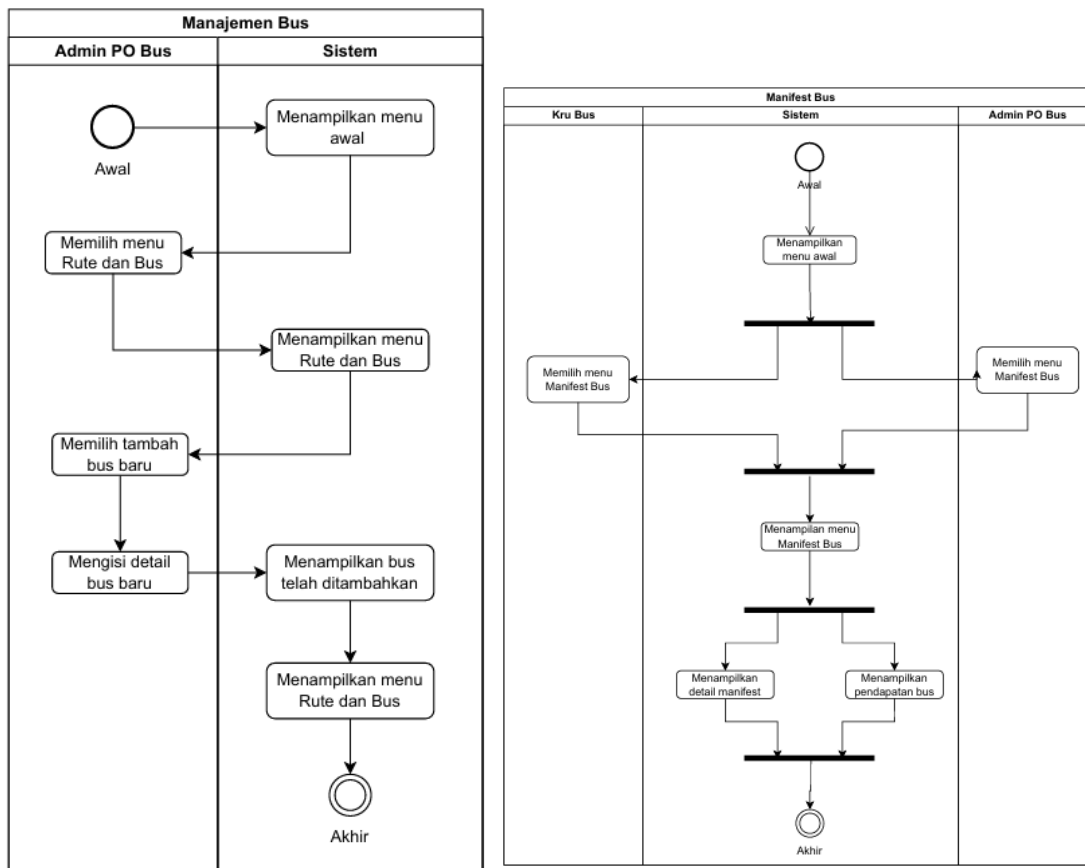 Manajemen Bus
Admin PO Bus
Sistem
Awal
Menampilkan menu
awal
Memilih menu
Rute dan Bus
Menampilkan menu
Rute dan Bus
Memilih tambah
bus baru
Mengisi detail
bus baru
Menampilkan bus
telah ditambahkan
Menampilkan menu
Rute dan Bus
Akhir
Manifest Bus
Kru Bus
Sistem
Admin PO Bus
Awal
Menampilkan
menu awal
Memilih menu
Manifest Bus
Memilih menu
Manifest Bus
Menampilan menu
Manifest Bus
Menampilkan
detail manifest
Menampilkan
pendapatan bus
Akhir